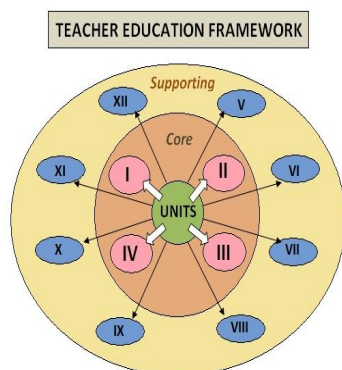 TEACHER EDUCATION FRAMEWORK
Supporting
XII
V
Core
XI
I
II
VI
UNITS
X
IV
III
VII
IX
VIII